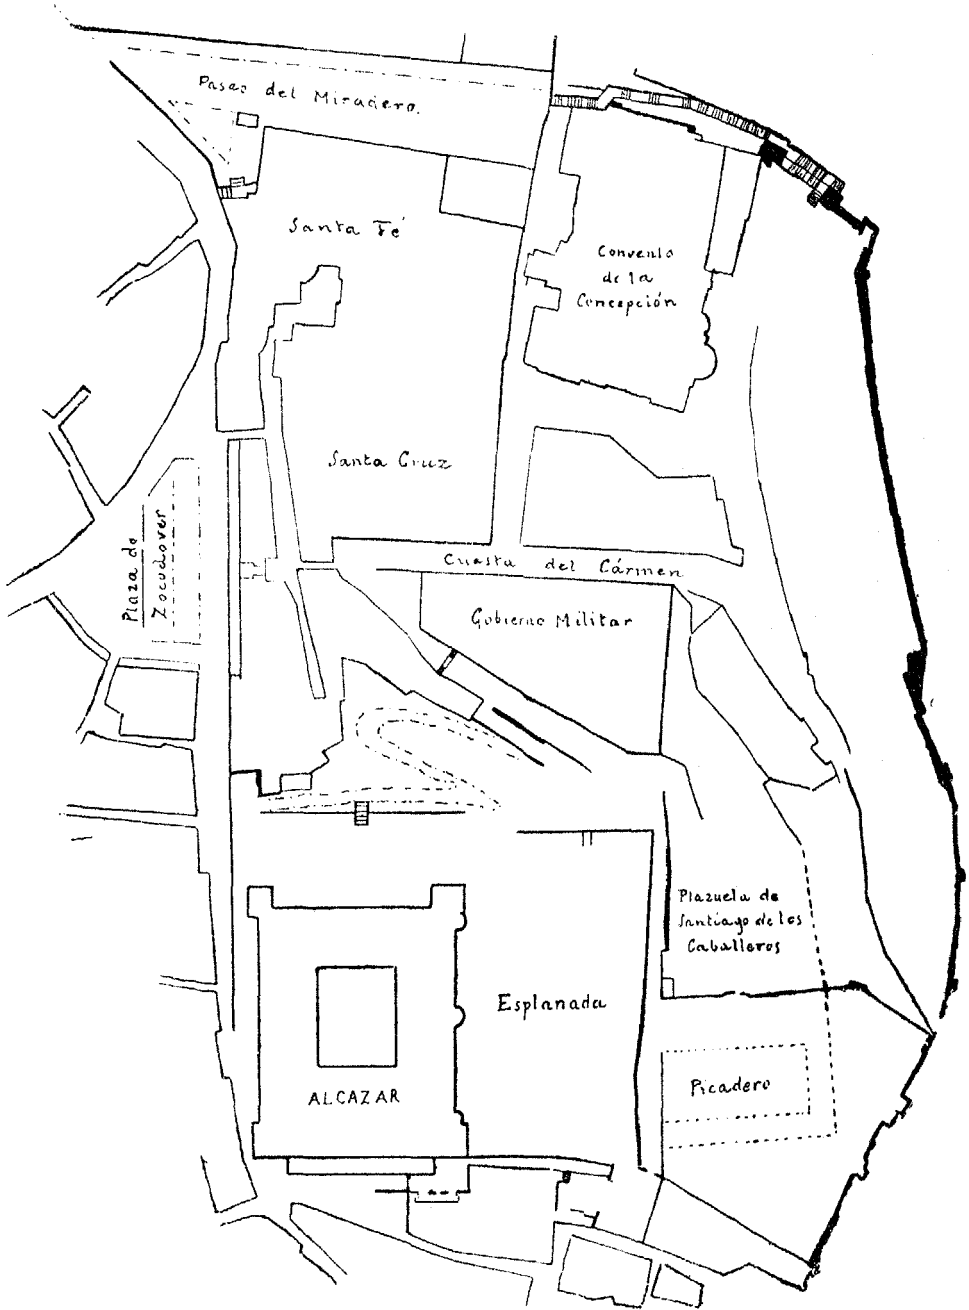 Paseo del Miradero.
Santa Fé
Convento
de la
Concepción
Santa Cruz
Plaza de
Zocodover
Cuesta del Cármen
Gobierno Militar
Plazuela de
Santiago de los
Caballeros
Esplanada
Picadero
ALCAZAR